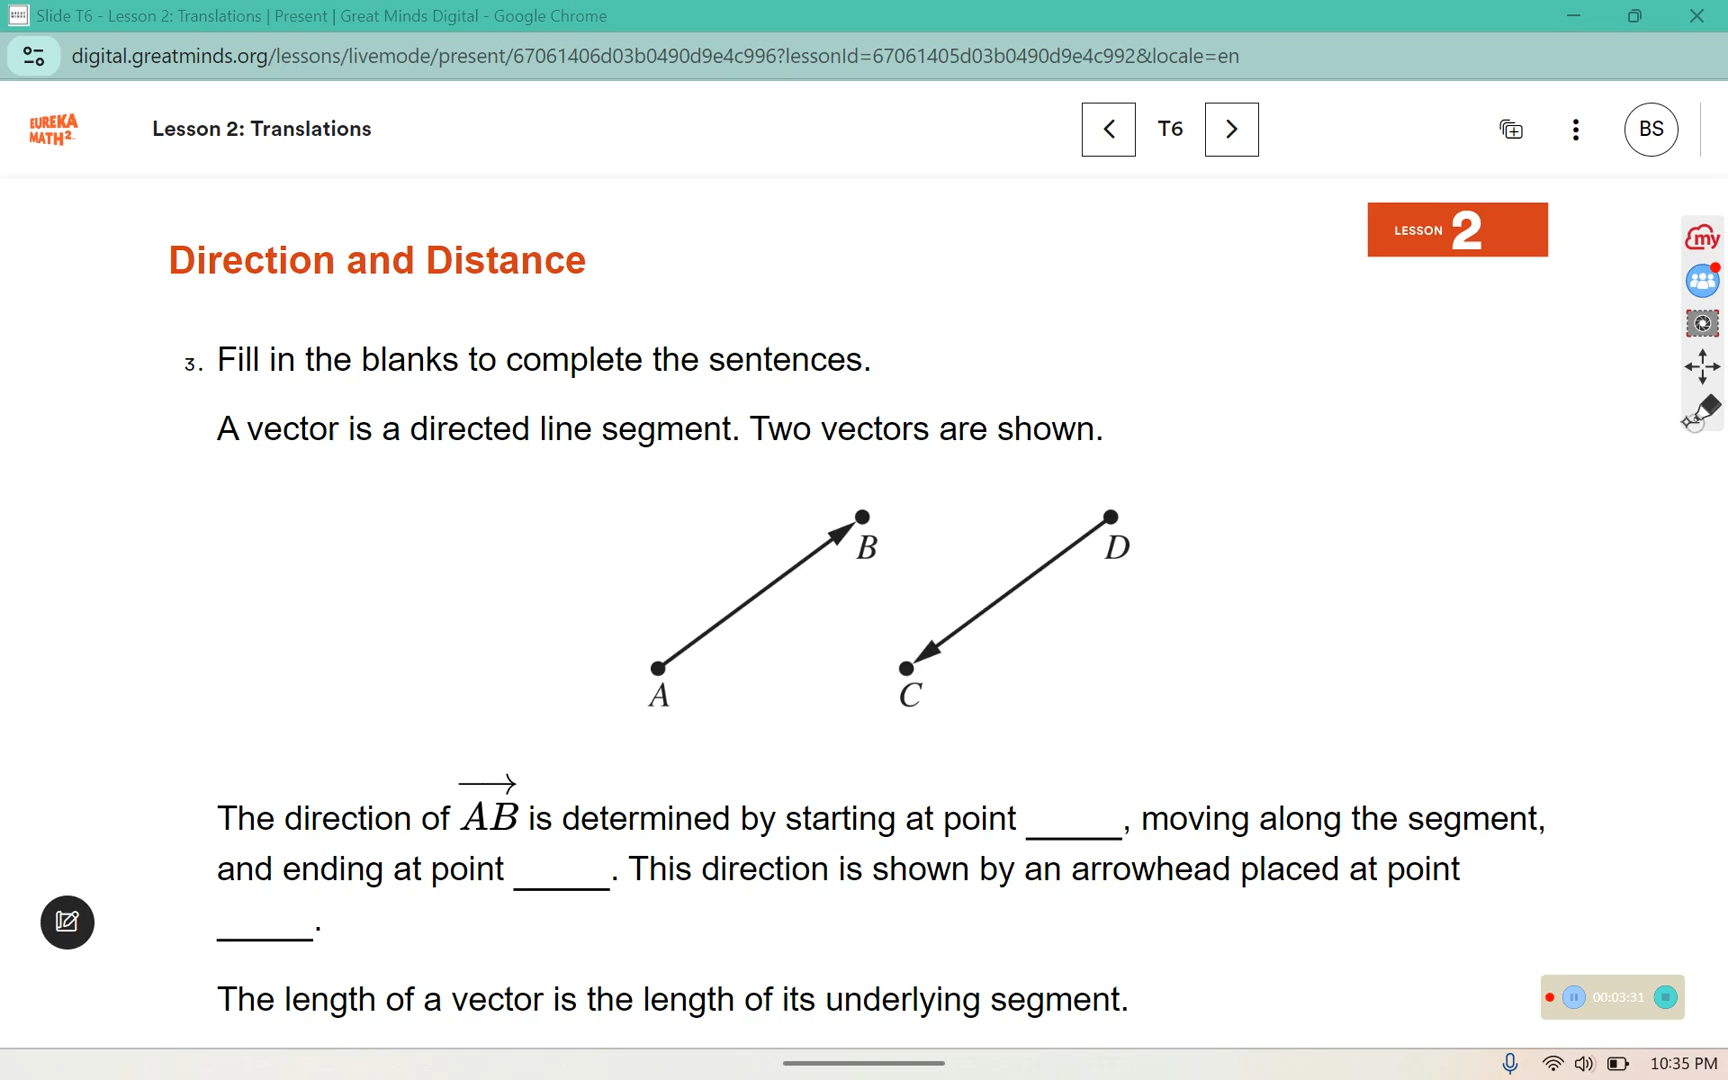 Slide T6 - Lesson 2: Translations | Present | Great Minds Digital - Google Chrome
digital.greatminds.org/lessons/livemode/present/67061406d03b0490d9e4c996?lessonId=67061405d03b0490d9e4c992&locale=en
EUREKA
MATH²
Lesson 2: Translations
T6
BS
LESSON 2
my
Direction and Distance
3. Fill in the blanks to complete the sentences.
A vector is a directed line segment. Two vectors are shown.
B
D
A
C
The direction of AB is determined by starting at point _____, moving along the segment,
and ending at point _____. This direction is shown by an arrowhead placed at point
_____.
The length of a vector is the length of its underlying segment.
00:03:31
10:35 PM